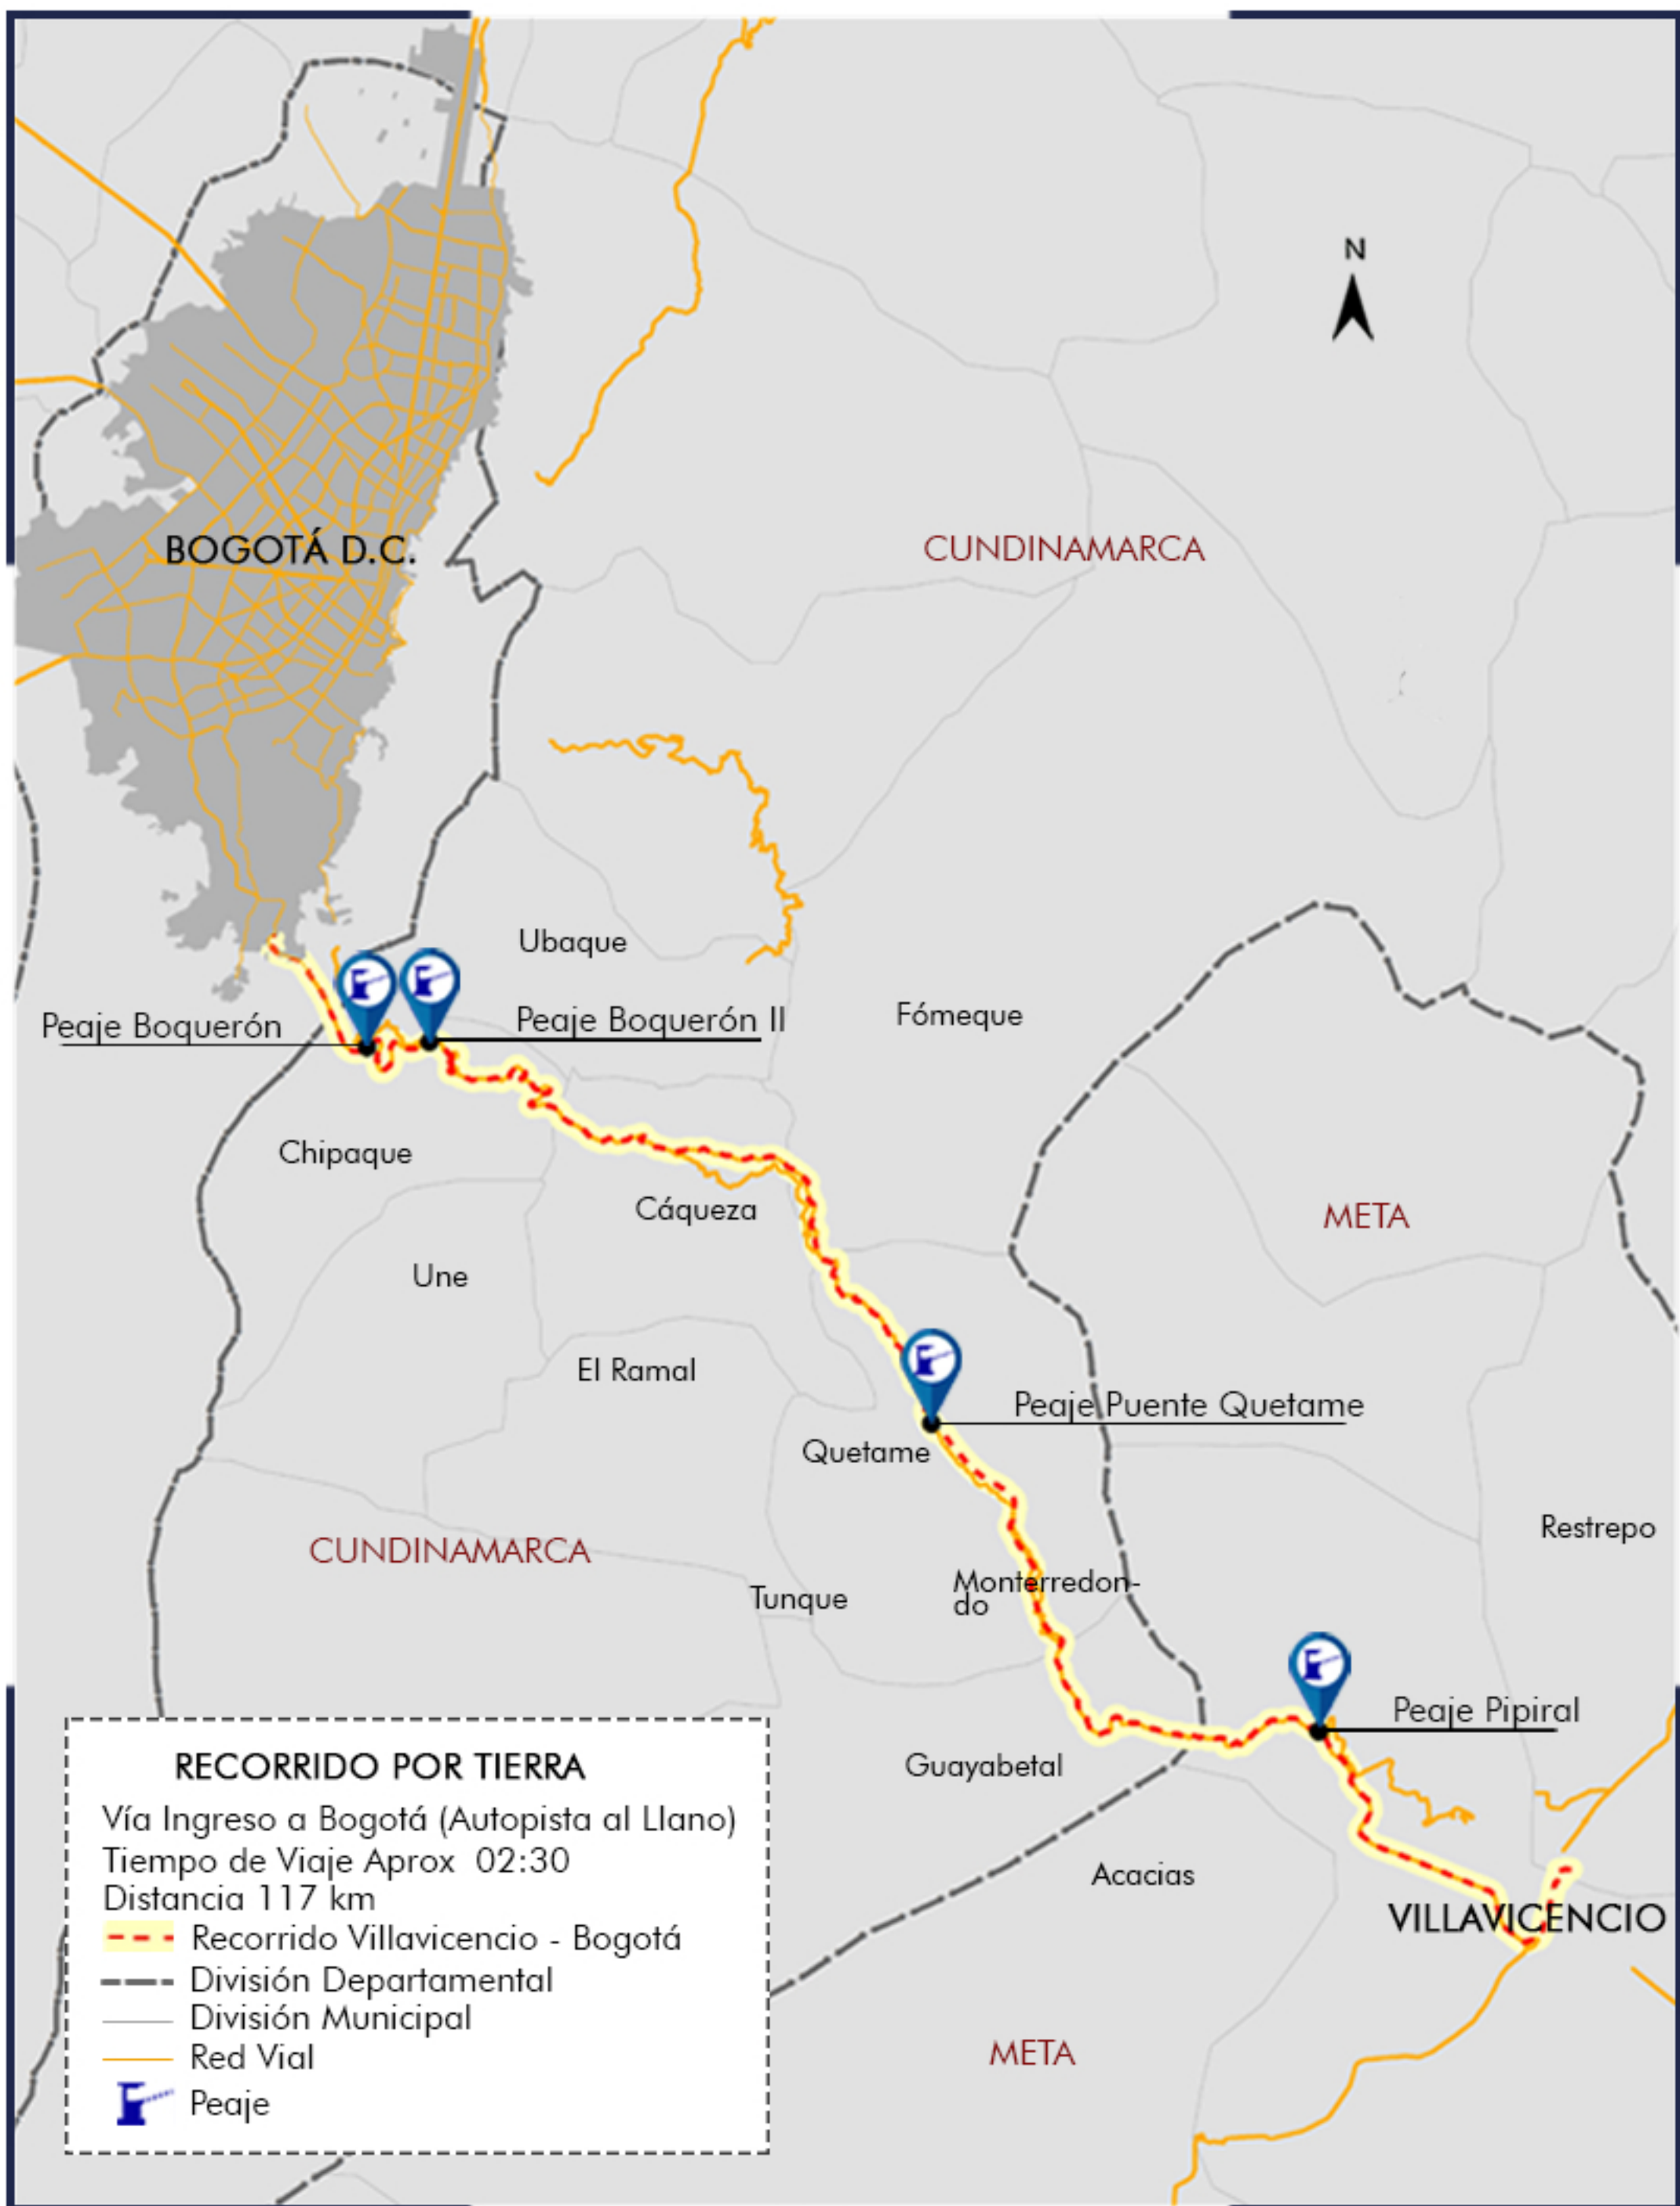 N
BOGOTÁ D.C.
CUNDINAMARCA
Ubaque
Peaje Boquerón
Peaje Boquerón II
Fómeque
Chipaque
Cáqueza
META
Une
El Ramal
Peaje Puente Quetame
Quetame
Restrepo
CUNDINAMARCA
Tunque
Monterredon-
do
Peaje Pipiral
Guayabetal
Acacias
VILLAVICENCIO
META
RECORRIDO POR TIERRA
Vía Ingreso a Bogotá (Autopista al Llano)
Tiempo de Viaje Aprox 02:30
Distancia 117 km
Recorrido Villavicencio - Bogotá
División Departamental
División Municipal
Red Vial
Peaje